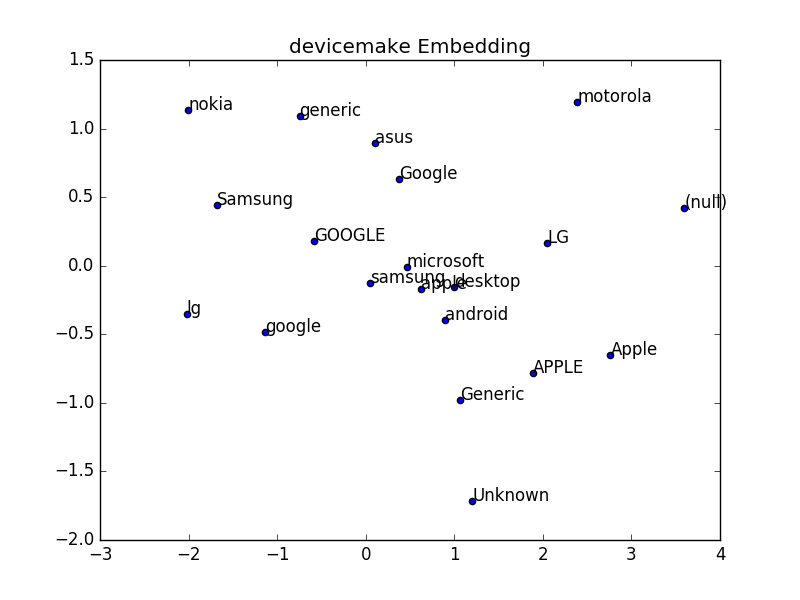 devicemake Embedding
1.5
1.0
0.5
0.0
−0.5
−1.0
−1.5
−2.0
motorola
nokia
generic
asus
Google
(null)
Samsung
GOOGLE
LG
microsoft
samsung
apple
desktop
lg
android
google
Apple
APPLE
Generic
Unknown
−3
−2
−1
0
1
2
3
4